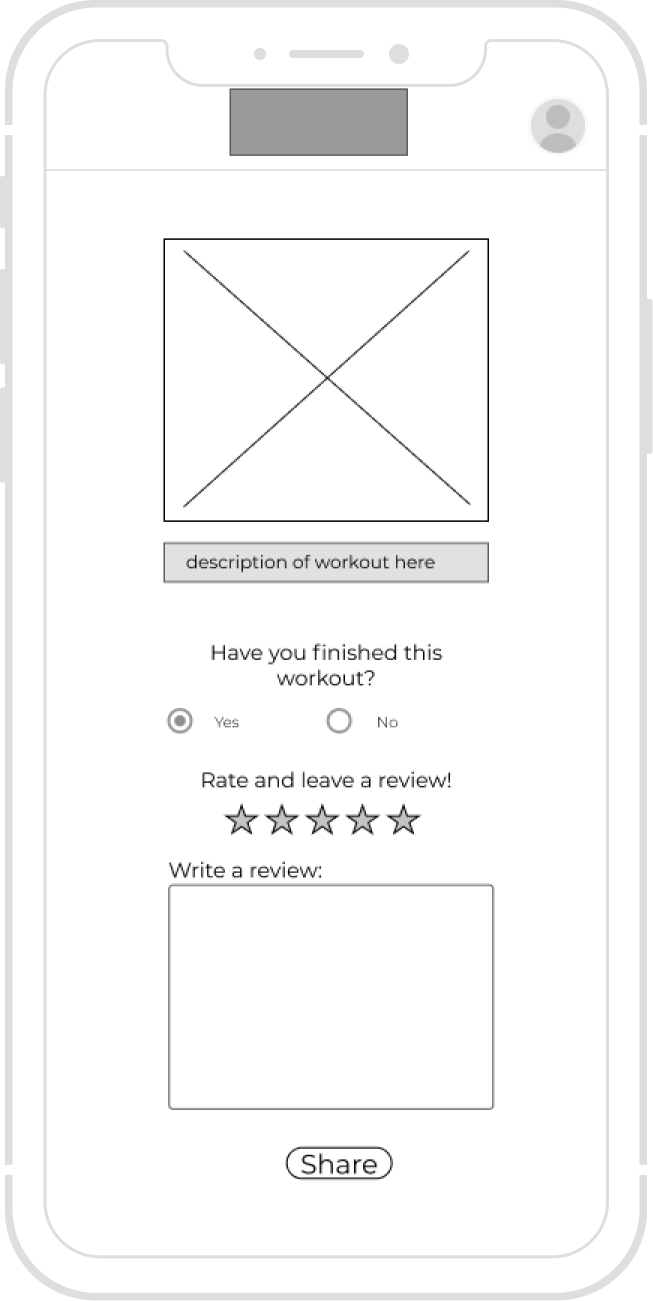 description of workout here
Have you finished this
workout?
Yes No
Rate and leave a review!
Write a review:
Share